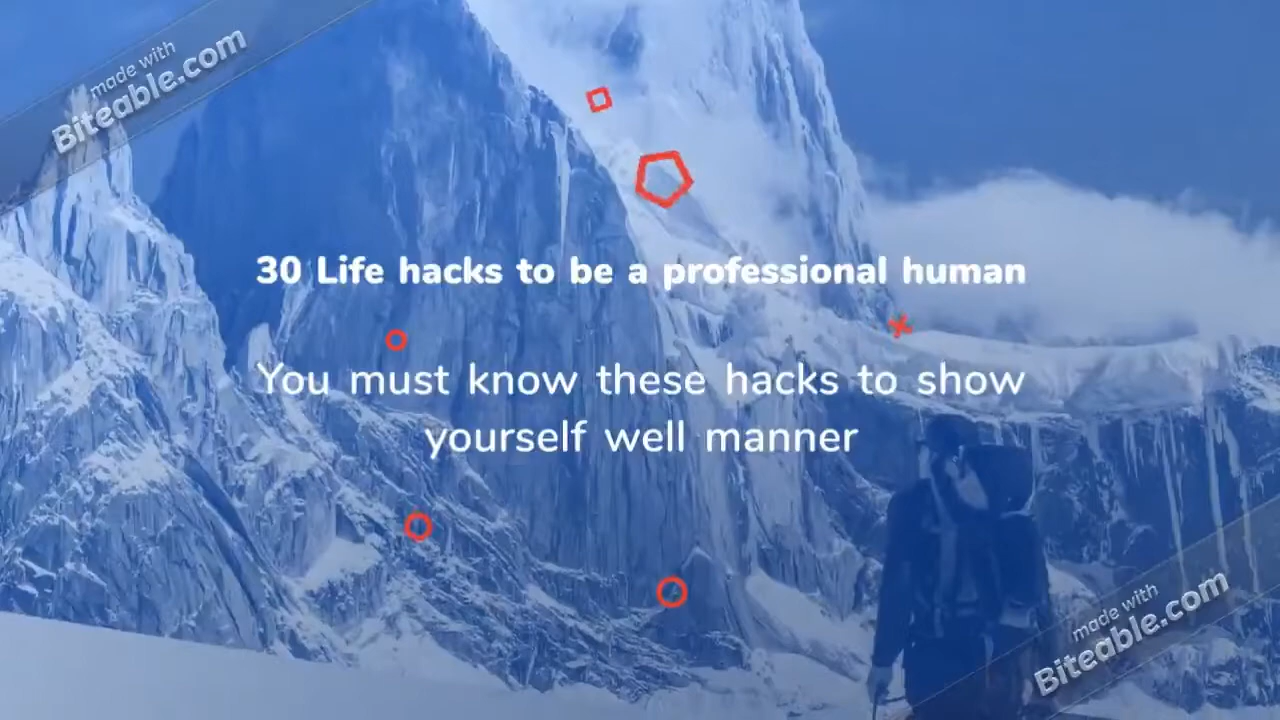 made with
Biteable.com
30 Life hacks to be a professional human
You must know these hacks to show
yourself well manner
made with
Biteable.com